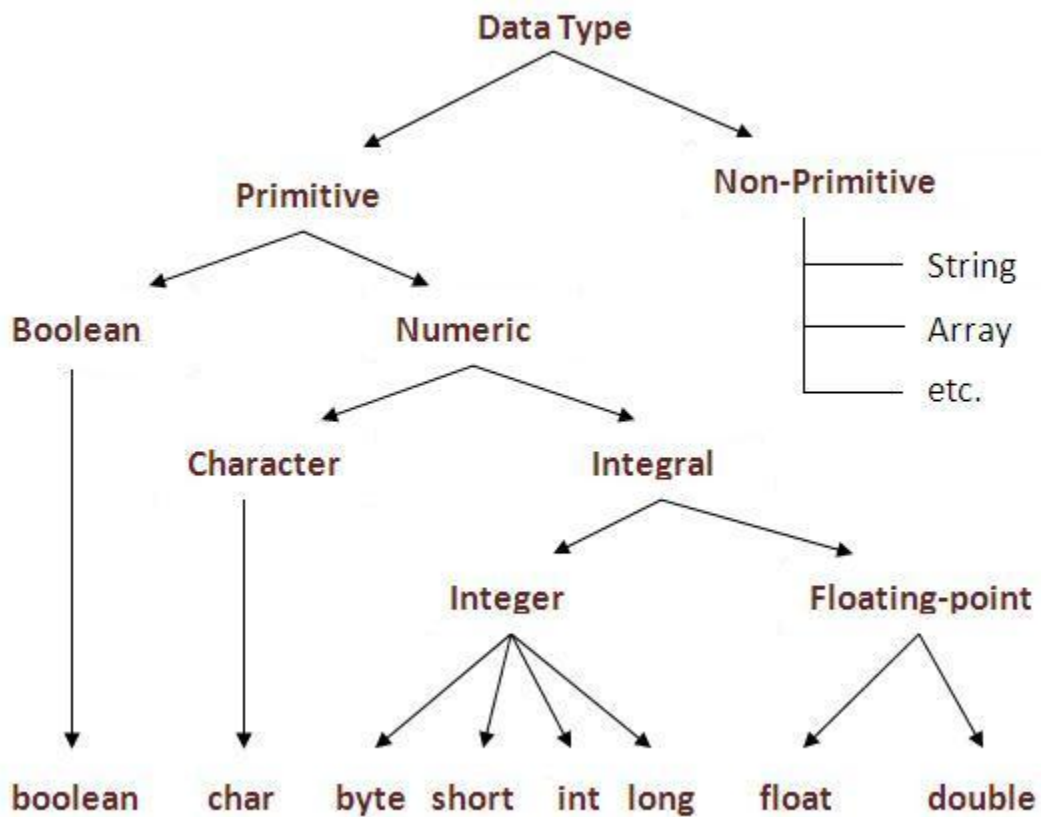 Data Type
Primitive
Non-Primitive
String
Array
etc.
Boolean
Numeric
Character
Integral
Integer
Floating-point
boolean char byte short int long float double